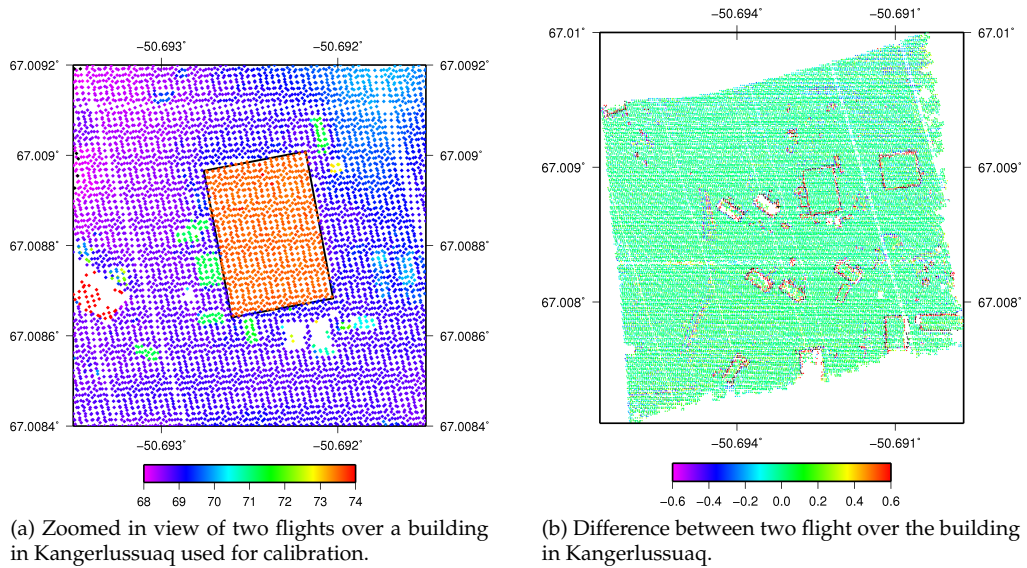 −50.693˚ −50.692˚
67.0092˚ 67.0092˚
67.009˚ 67.009˚
67.0088˚ 67.0088˚
67.0086˚ 67.0086˚
67.0084˚ 67.0084˚
−50.693˚ −50.692˚
68 69 70 71 72 73 74
(a) Zoomed in view of two flights over a building
in Kangerlussuaq used for calibration.
−50.694˚ −50.691˚
67.01˚ 67.01˚
67.009˚ 67.009˚
67.008˚ 67.008˚
−50.694˚ −50.691˚
−0.6 −0.4 −0.2 0.0 0.2 0.4 0.6
(b) Difference between two flight over the building
in Kangerlussuaq.